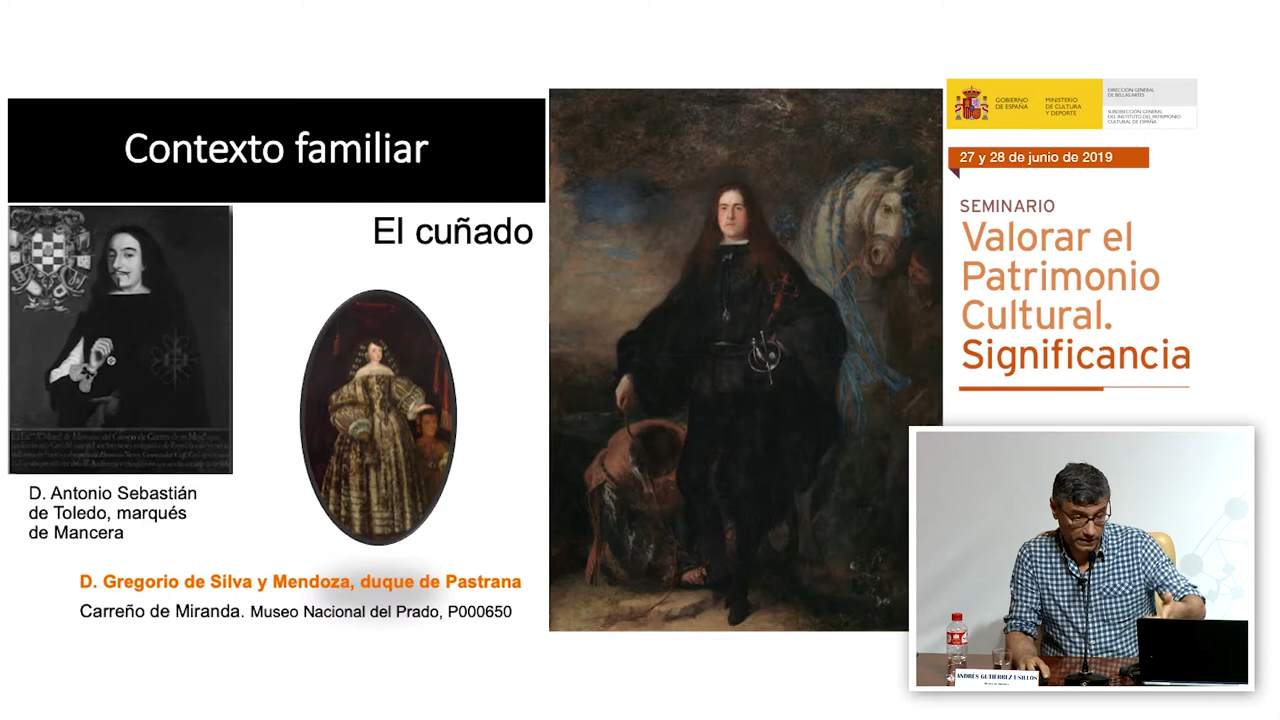 Contexto familiar
El cuñado
D. Antonio Sebastián
de Toledo, marqués
de Mancera
D. Gregorio de Silva y Mendoza, duque de Pastrana
Carreño de Miranda. Museo Nacional del Prado, P000650
GOBIERNO
DE ESPAÑA
MINISTERIO
DE CULTURA
Y DEPORTE
DIRECCIÓN GENERAL
DE BELLAS ARTES
SUBDIRECCIÓN GENERAL
DEL INSTITUTO DEL PATRIMONIO
CULTURAL DE ESPAÑA
27 y 28 de junio de 2019
SEMINARIO
Valorar el
Patrimonio
Cultural.
Significancia
ANDRÉS GUTIÉRREZ USILLOS